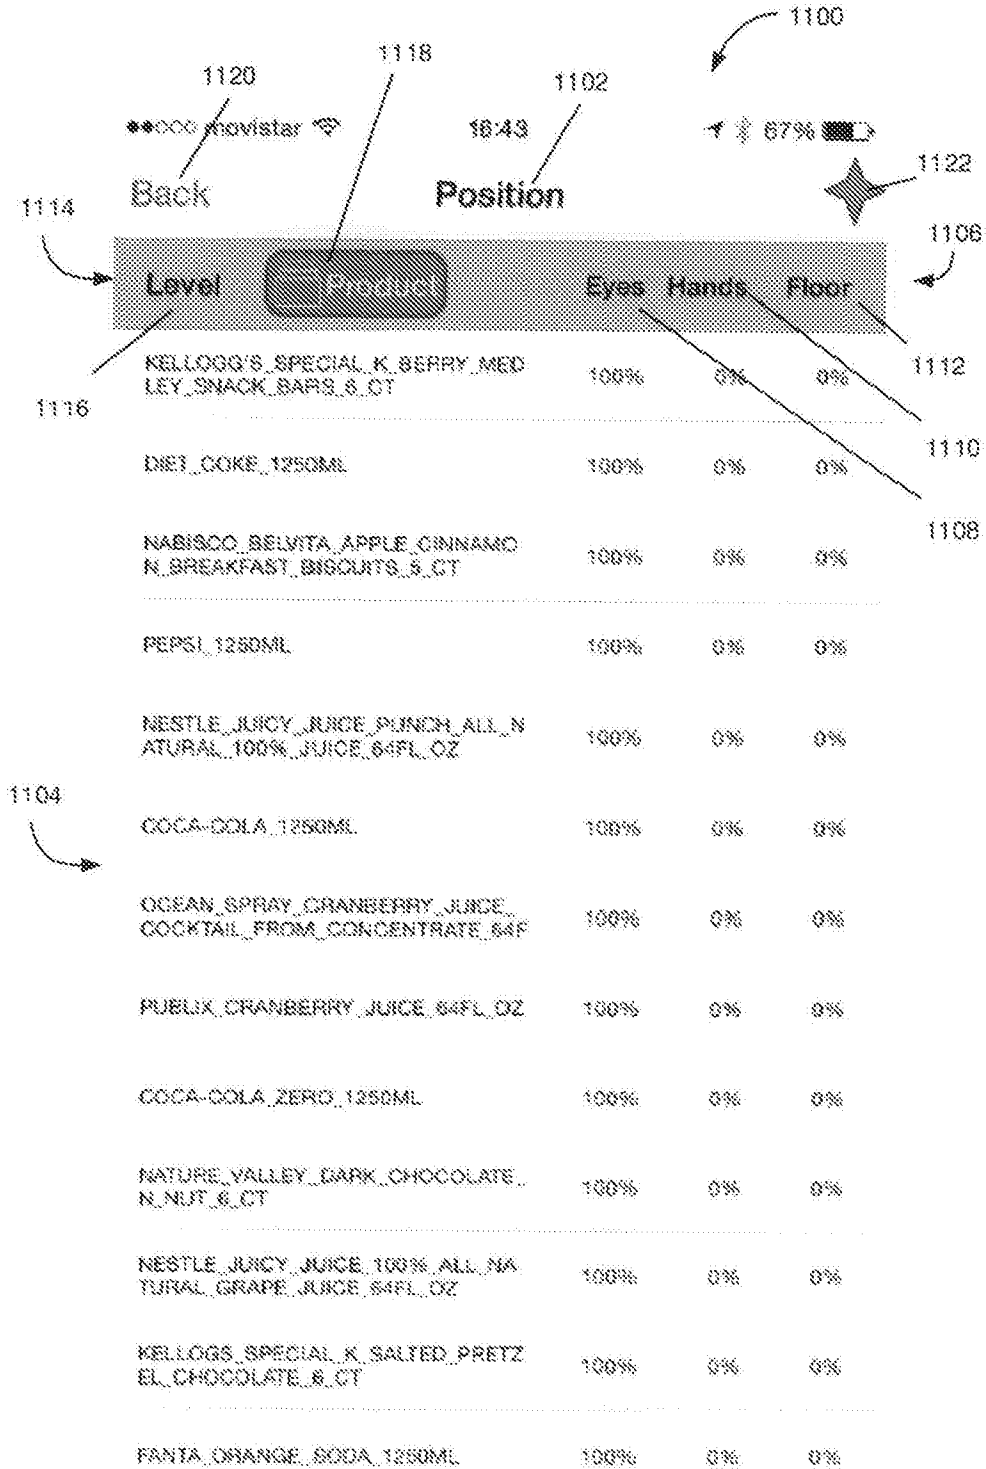 1100
1118
1120
1102
movistar 16:43 67%
Back Position
1122
1114
1106
Level Eyes Hands Floor
KELLOGG'S_SPECIAL_K_BERRY_MED
LEY_SNACK_BARS_6_CT 100% 0% 0%
1112
1116
1110
DIET_COKE_1250ML 100% 0% 0%
1108
NABISCO_BELVITA_APPLE_CINNAMO
N_BREAKFAST_BISCUITS_5_CT 100% 0% 0%
PEPSI_1250ML 100% 0% 0%
NESTLE_JUICY_JUICE_PUNCH_ALL_N
ATURAL_100%_JUICE_64FL_OZ 100% 0% 0%
1104
COCA-COLA_1250ML 100% 0% 0%
OCEAN_SPRAY_CRANBERRY_JUICE_
COCKTAIL_FROM_CONCENTRATE_64F 100% 0% 0%
PUBLIX_CRANBERRY_JUICE_64FL_OZ 100% 0% 0%
COCA-COLA_ZERO_1250ML 100% 0% 0%
NATURE_VALLEY_DARK_CHOCOLATE_
N_NUT_6_CT 100% 0% 0%
NESTLE_JUICY_JUICE_100%_ALL_NA
TURAL_GRAPE_JUICE_64FL_OZ 100% 0% 0%
KELLOGS_SPECIAL_K_SALTED_PRETZ
EL_CHOCOLATE_6_CT 100% 0% 0%
FANTA_ORANGE_SODA_1250ML 100% 0% 0%